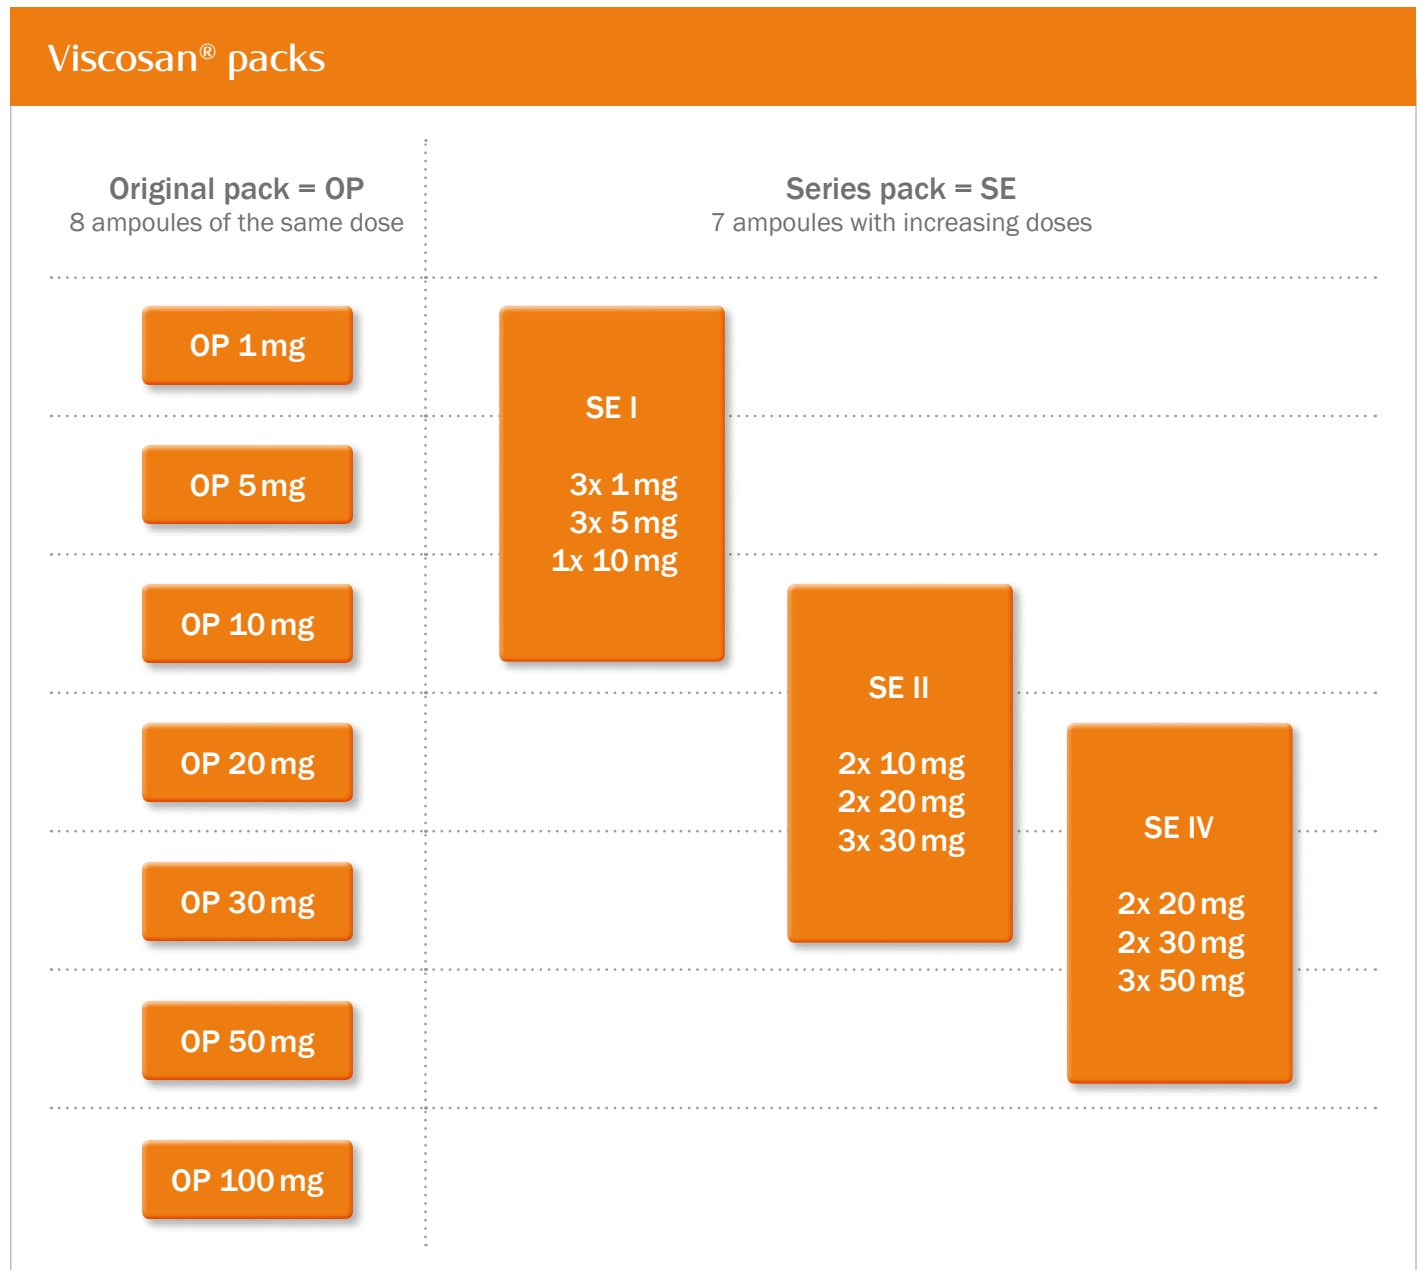 Viscosan® packs
Original pack = OP
8 ampoules of the same dose
Series pack = SE
7 ampoules with increasing doses
OP 1 mg
OP 5 mg
OP 10 mg
OP 20 mg
OP 30 mg
OP 50 mg
OP 100 mg
SE I
3x 1 mg
3x 5 mg
1x 10 mg
SE II
2x 10 mg
2x 20 mg
3x 30 mg
SE IV
2x 20 mg
2x 30 mg
3x 50 mg